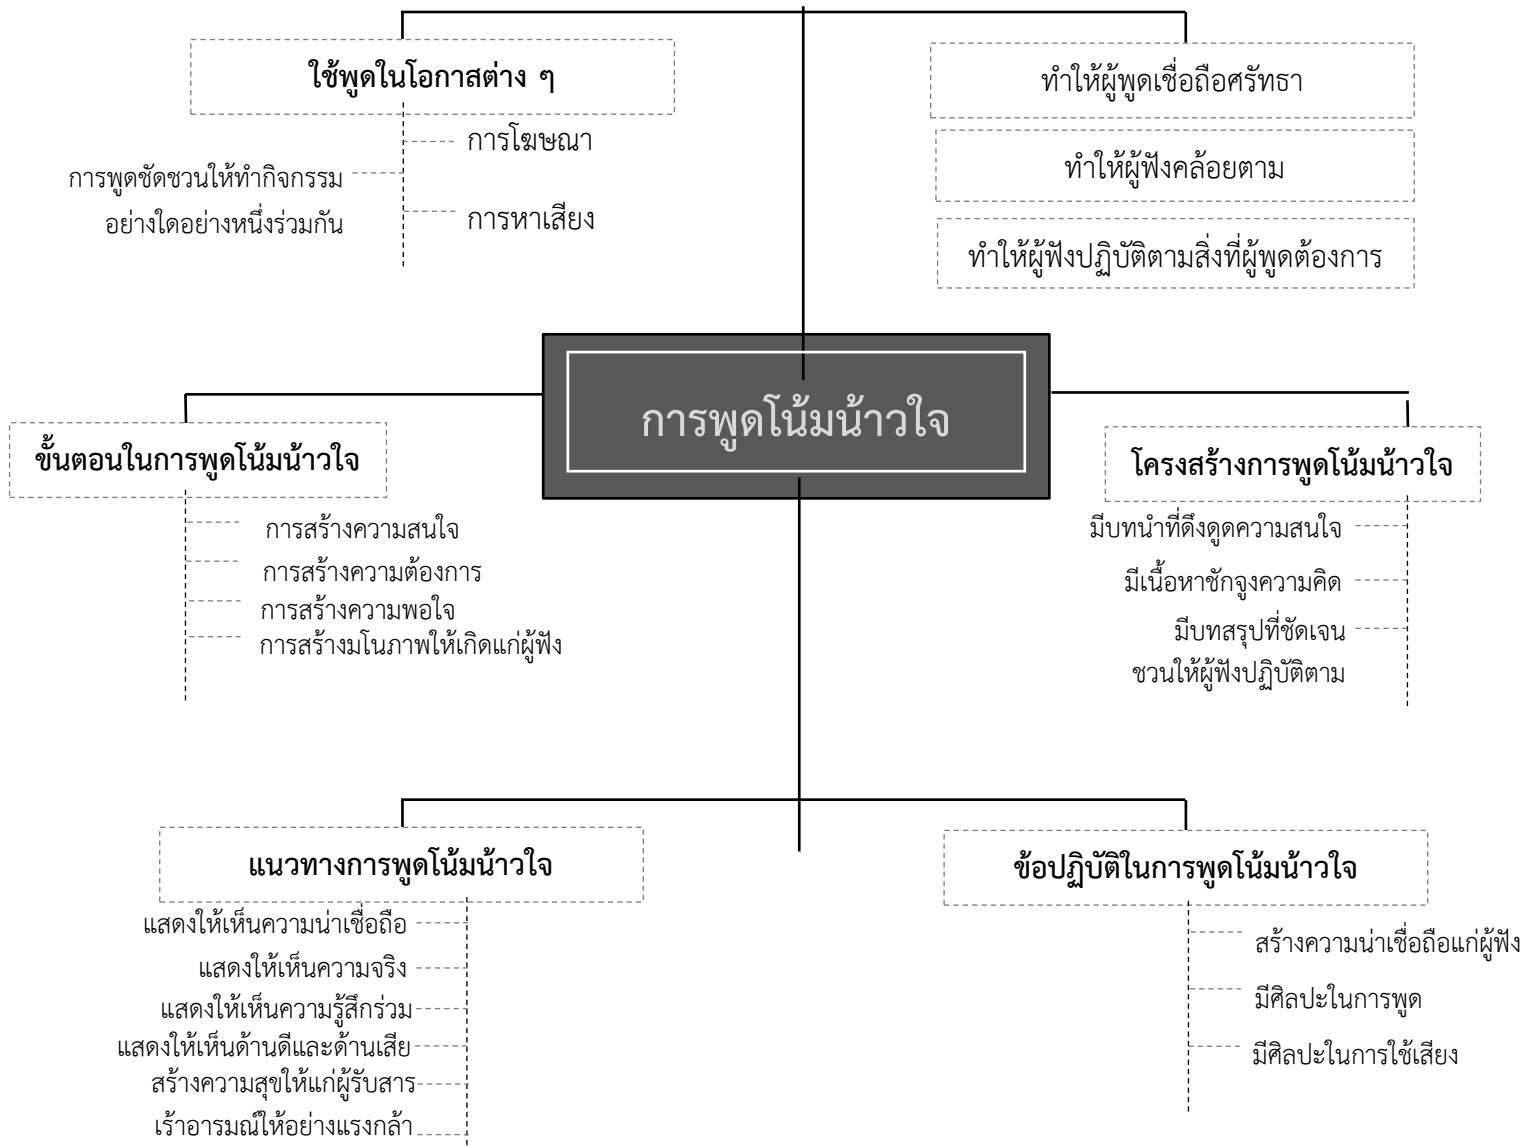 ใช้พูดในโอกาสต่าง ๆ
การโฆษณา
การพูดชัดชวนให้ทำกิจกรรม
อย่างใดอย่างหนึ่งร่วมกัน
การหาเสียง
ทำให้ผู้พูดเชื่อถือศรัทธา
ทำให้ผู้ฟังคล้อยตาม
ทำให้ผู้ฟังปฏิบัติตามสิ่งที่ผู้พูดต้องการ
การพูดโน้มน้าวใจ
ขั้นตอนในการพูดโน้มน้าวใจ
การสร้างความสนใจ
การสร้างความต้องการ
การสร้างความพอใจ
การสร้างมโนภาพให้เกิดแก่ผู้ฟัง
โครงสร้างการพูดโน้มน้าวใจ
มีบทนำที่ดึงดูดความสนใจ
มีเนื้อหาชักจูงความคิด
มีบทสรุปที่ชัดเจน
ชวนให้ผู้ฟังปฏิบัติตาม
แนวทางการพูดโน้มน้าวใจ
แสดงให้เห็นความน่าเชื่อถือ
แสดงให้เห็นความจริง
แสดงให้เห็นความรู้สึกร่วม
แสดงให้เห็นด้านดีและด้านเสีย
สร้างความสุขให้แก่ผู้รับสาร
เร้าอารมณ์ให้อย่างแรงกล้า
ข้อปฏิบัติในการพูดโน้มน้าวใจ
สร้างความน่าเชื่อถือแก่ผู้ฟัง
มีศิลปะในการพูด
มีศิลปะในการใช้เสียง